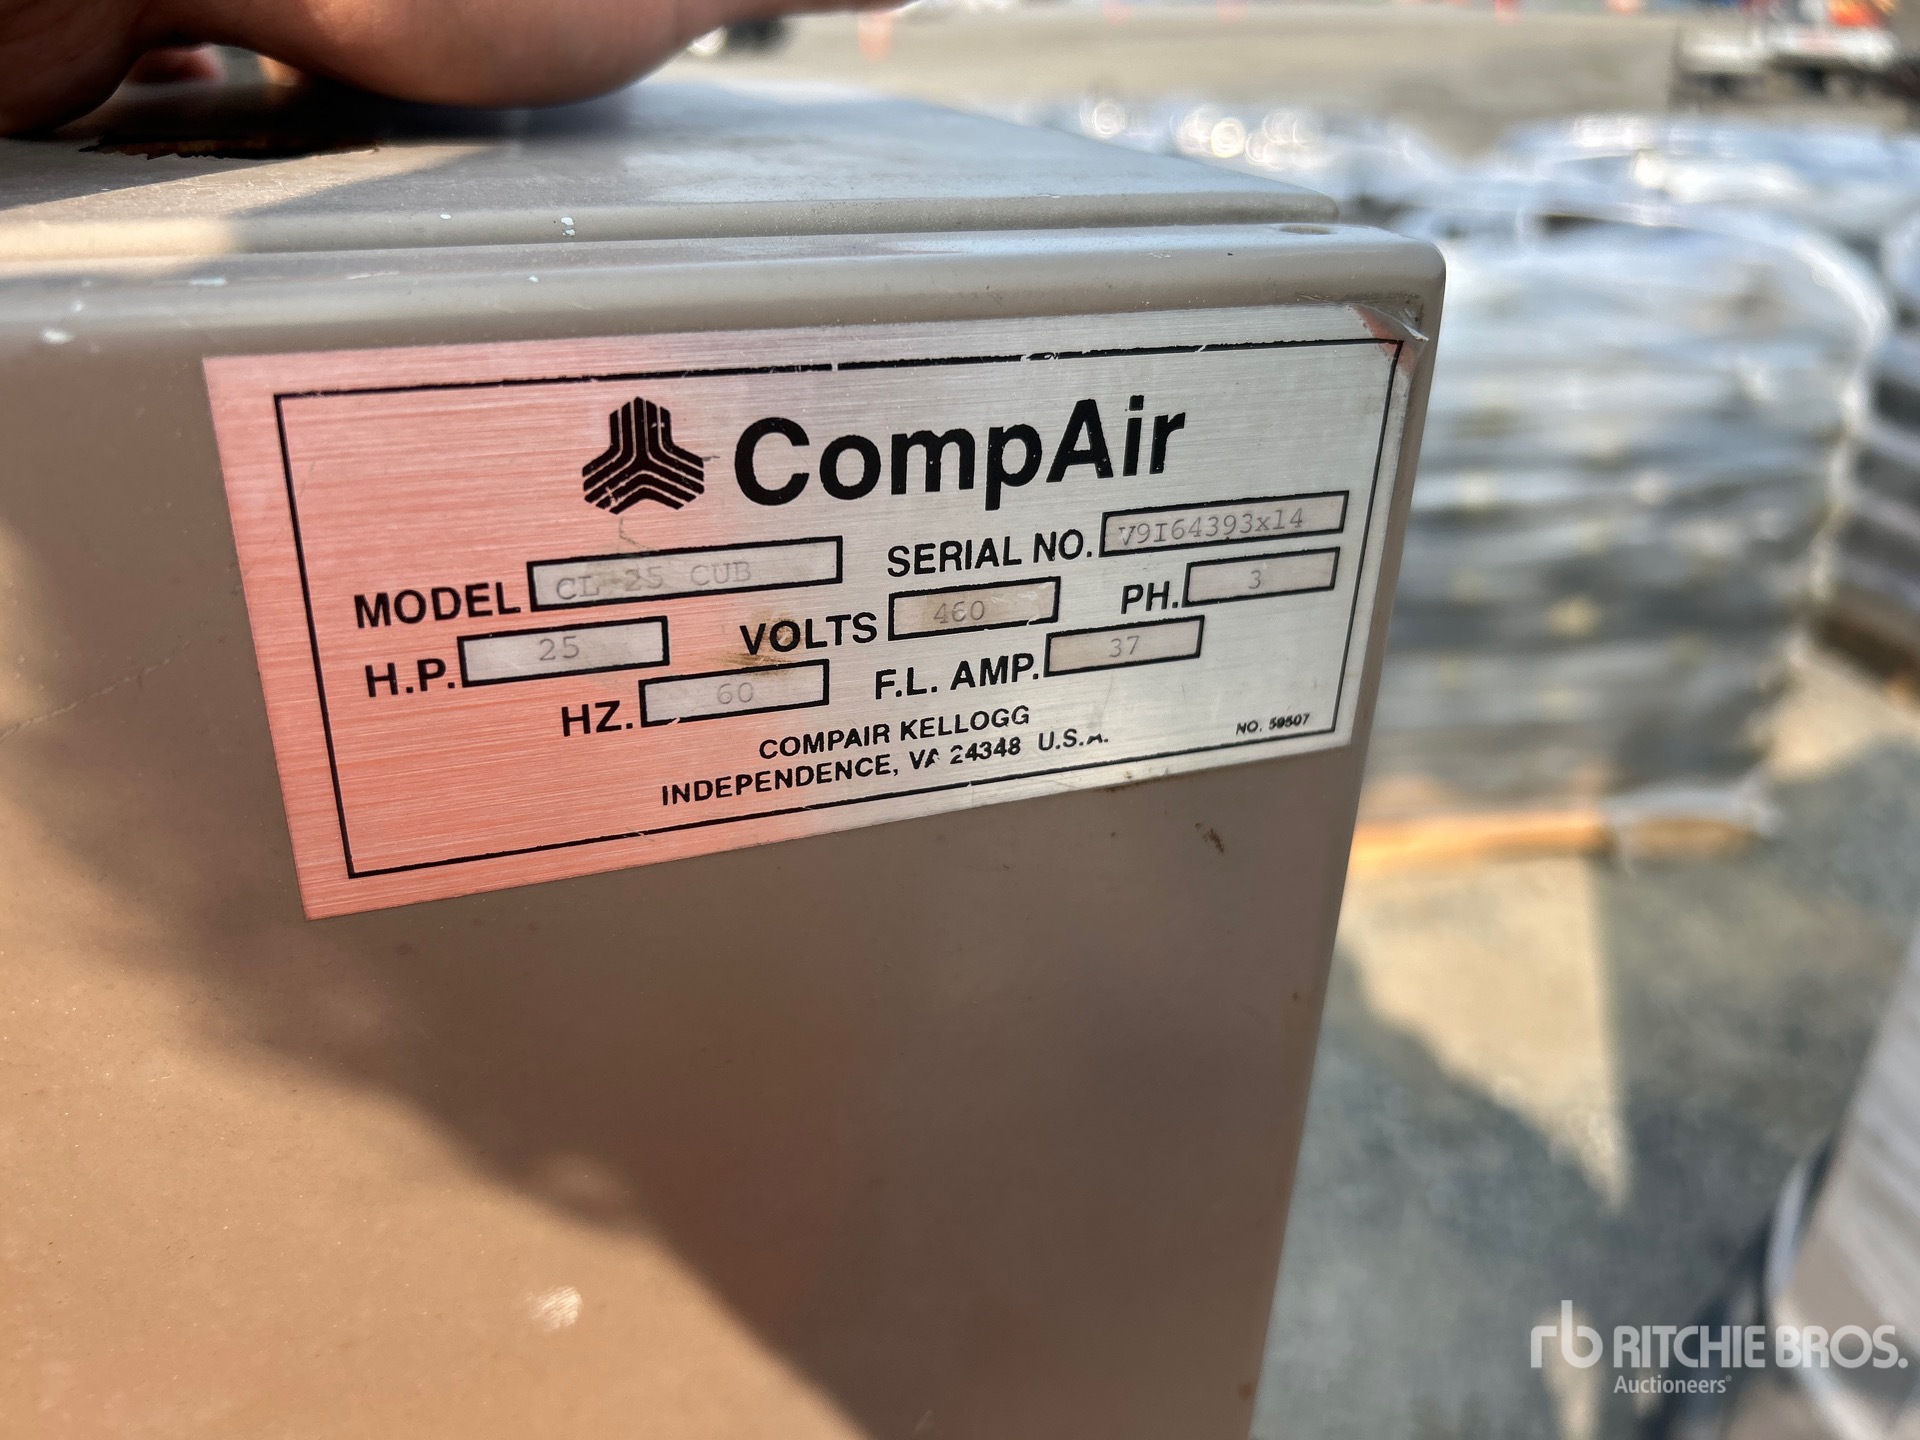 CompAir
MODEL CL-25 CUB SERIAL NO. V9I64393x14
H.P. 25 VOLTS 460 PH. 3
HZ. 60 F.L. AMP. 37
COMPAIR KELLOGG
INDEPENDENCE, VA 24348 U.S.A.
NO. 59507
rb RITCHIE BROS.
Auctioneers